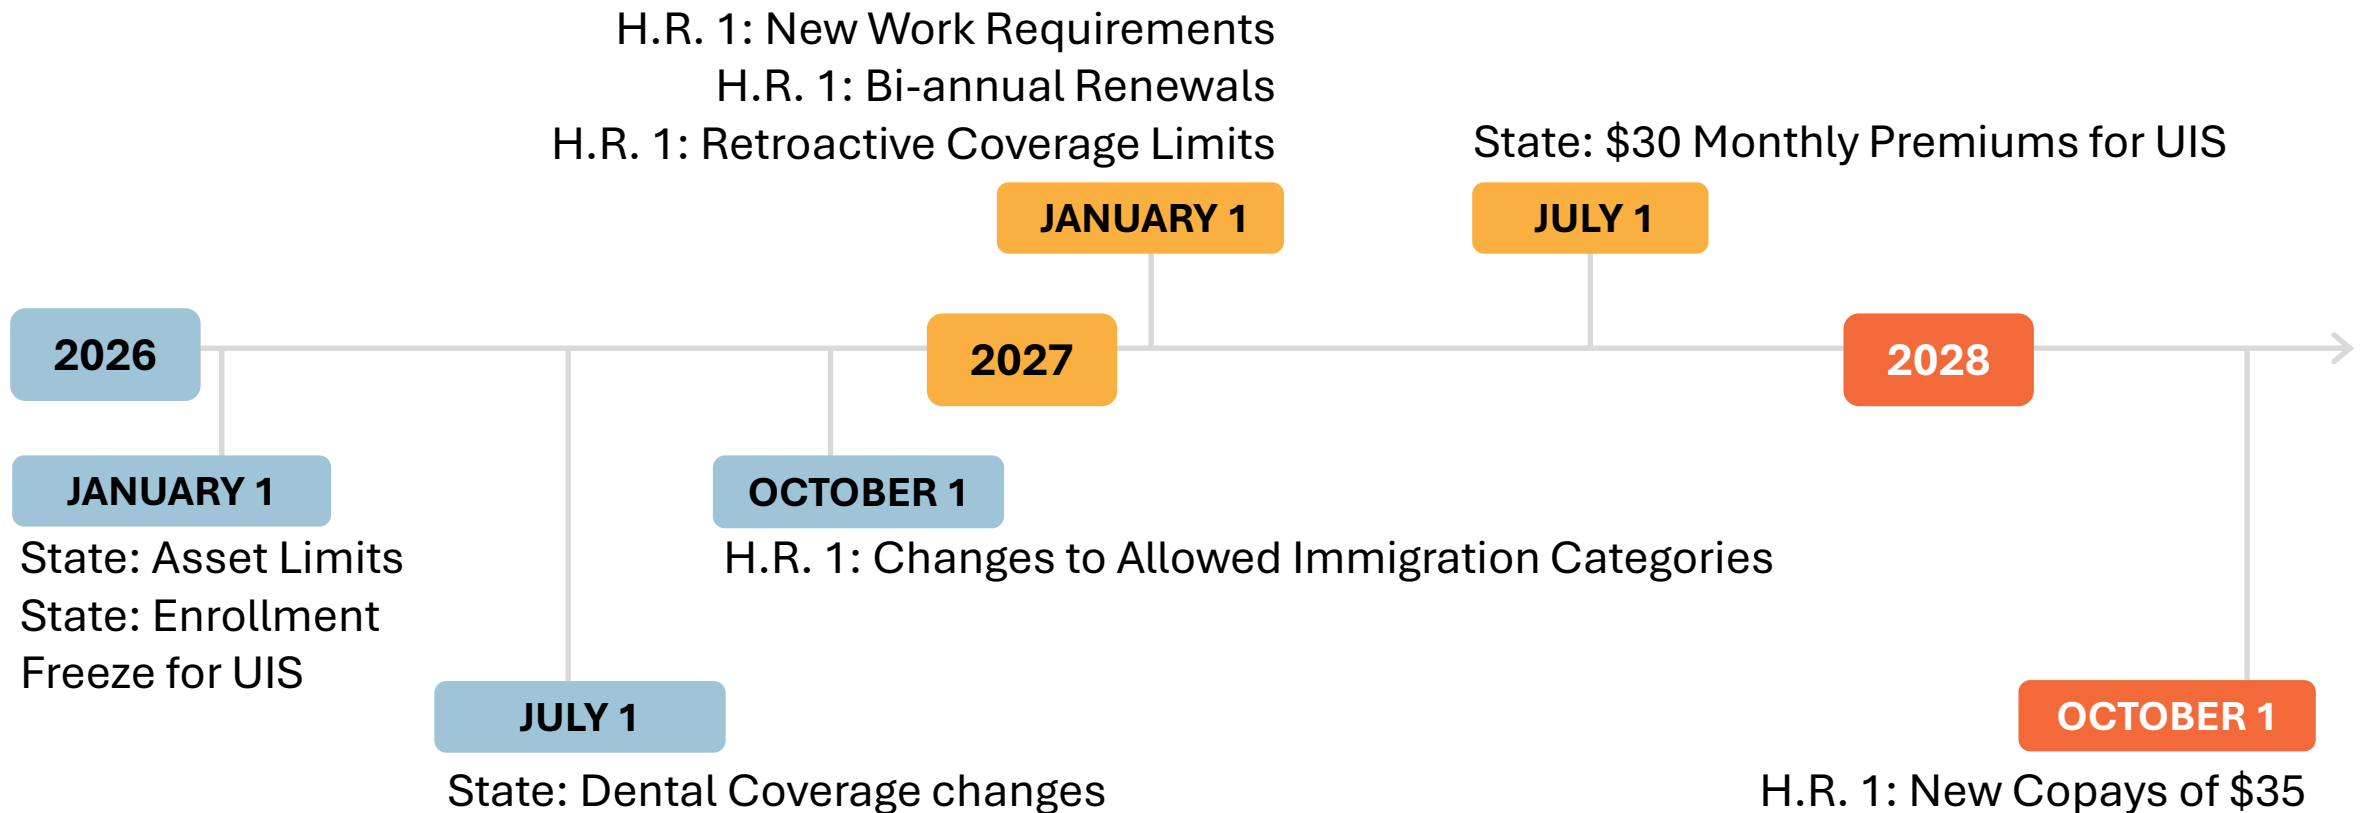 H.R. 1: New Work Requirements
H.R. 1: Bi-annual Renewals
H.R. 1: Retroactive Coverage Limits
JANUARY 1
State: $30 Monthly Premiums for UIS
JULY 1
2026
2027
2028
JANUARY 1
State: Asset Limits
State: Enrollment
Freeze for UIS
JULY 1
State: Dental Coverage changes
OCTOBER 1
H.R. 1: Changes to Allowed Immigration Categories
OCTOBER 1
H.R. 1: New Copays of $35